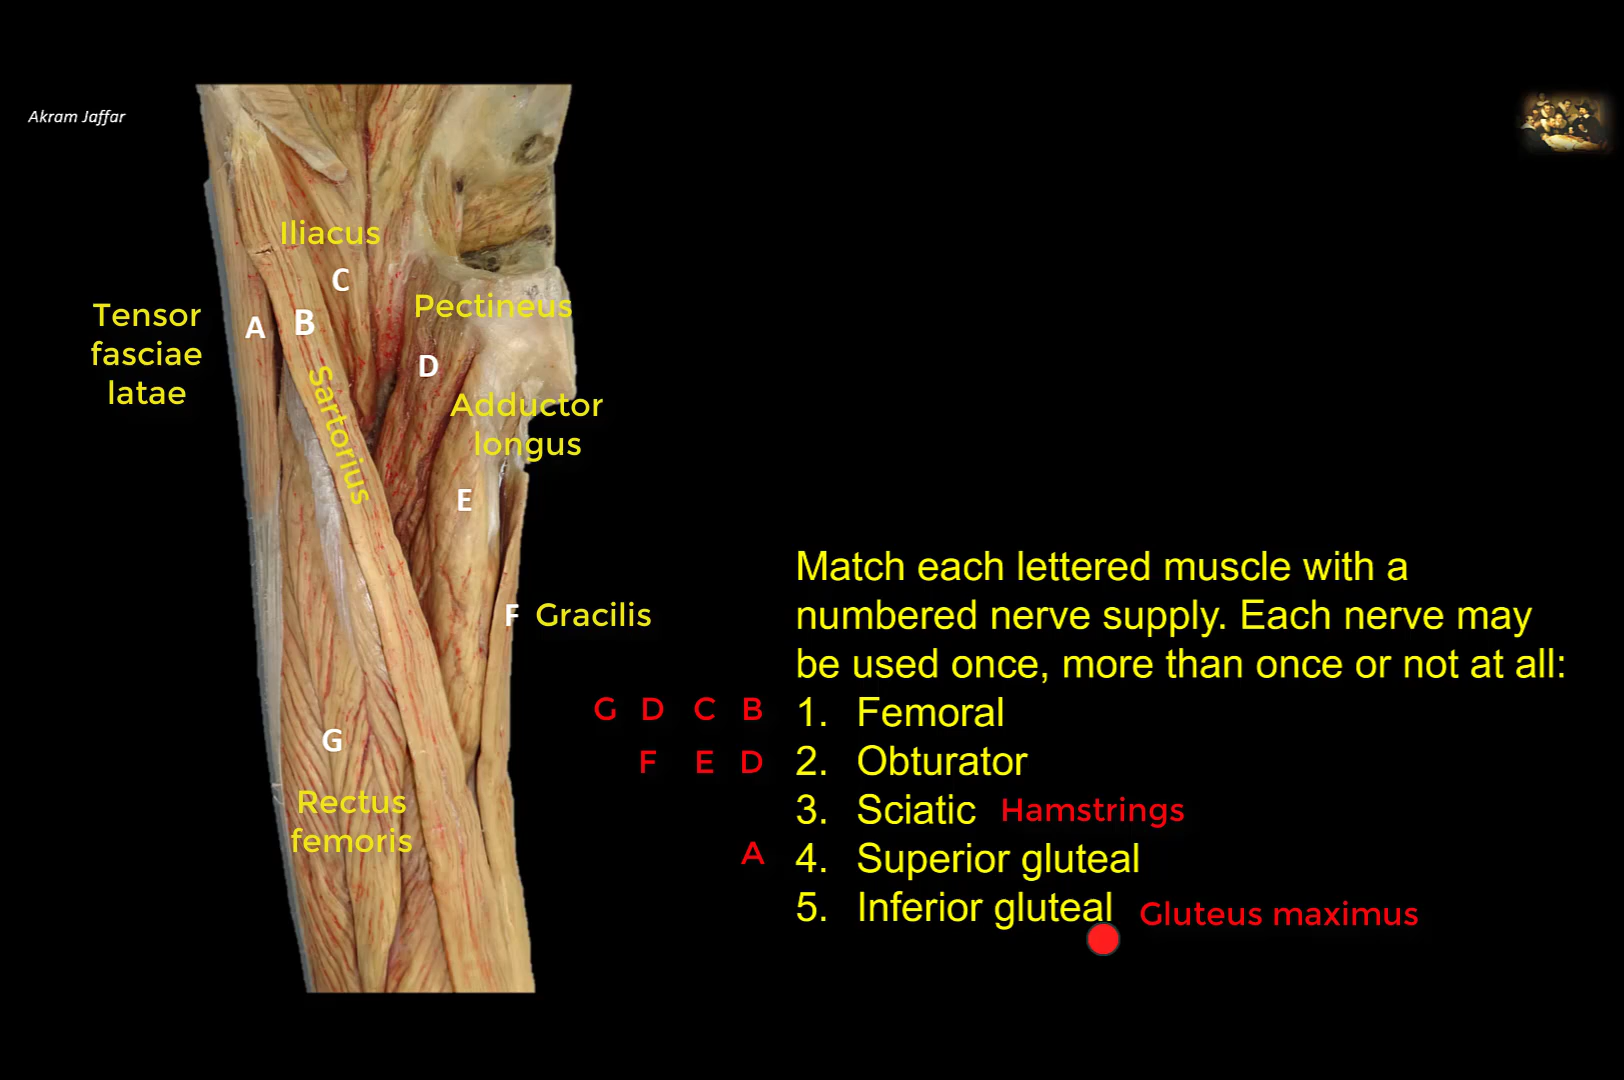 Akram Jaffar
Iliacus
C
Tensor
fasciae
latae
A
B
Pectineus
D
Sartorius
Adductor
longus
E
F Gracilis
G
Rectus
femoris
Match each lettered muscle with a
numbered nerve supply. Each nerve may
be used once, more than once or not at all:
G D C B 1. Femoral
F E D 2. Obturator
3. Sciatic Hamstrings
A 4. Superior gluteal
5. Inferior gluteal Gluteus maximus